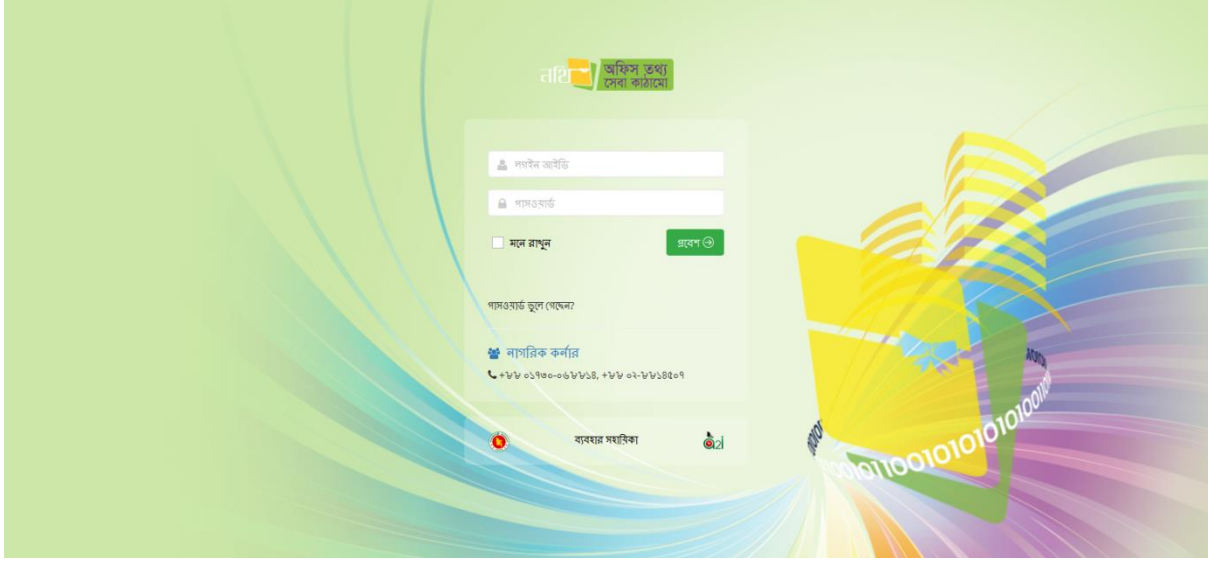 নথি
অফিস তথ্য
সেবা কাঠামো
লগইন আইডি
পাসওয়ার্ড
মনে রাখুন
প্রবেশ
পাসওয়ার্ড ভুলে গেছেন?
নাগরিক কর্নার
+৮৮ ০১৭৩০-০৬৮৮১৪, +৮৮ ০২-৮৮১৪৫০৭
ব্যবহার সহায়িকা
a2i